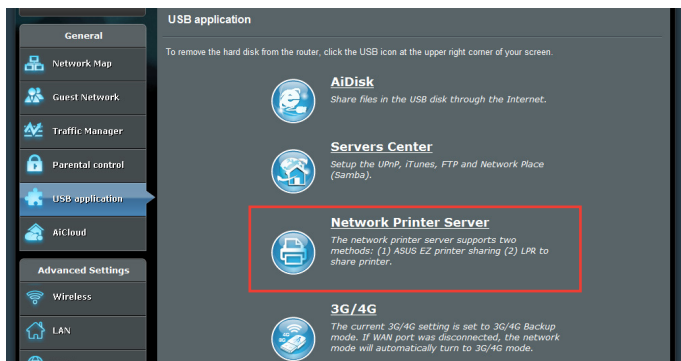 USB application
General
To remove the hard disk from the router, click the USB icon at the upper right corner of your screen.
Network Map
AiDisk
Share files in the USB disk through the Internet.
Guest Network
Traffic Manager
Servers Center
Setup the UPnP, iTunes, FTP and Network Place
(Samba).
Parental control
USB application
Network Printer Server
The network printer server supports two
methods: (1) ASUS EZ printer sharing (2) LPR to
share printer.
AiCloud
Advanced Settings
Wireless
3G/4G
The current 3G/4G setting is set to 3G/4G Backup
mode. If WAN port was disconnected, the network
mode will automatically turn to 3G/4G mode.
LAN